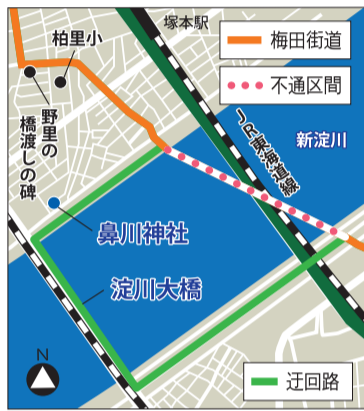 塚本駅
梅田街道
不通区間
柏里小
野里の
橋渡しの碑
JR東海道線
新淀川
鼻川神社
淀川大橋
N
迂回路